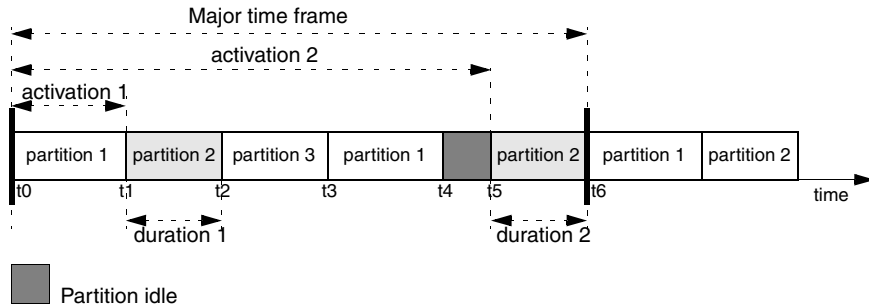 Major time frame
activation 2
activation 1
partition 1 partition 2 partition 3 partition 1 partition 2 partition 1 partition 2
t0 t1 t2 t3 t4 t5 t6
time
duration 1 duration 2
Partition idle